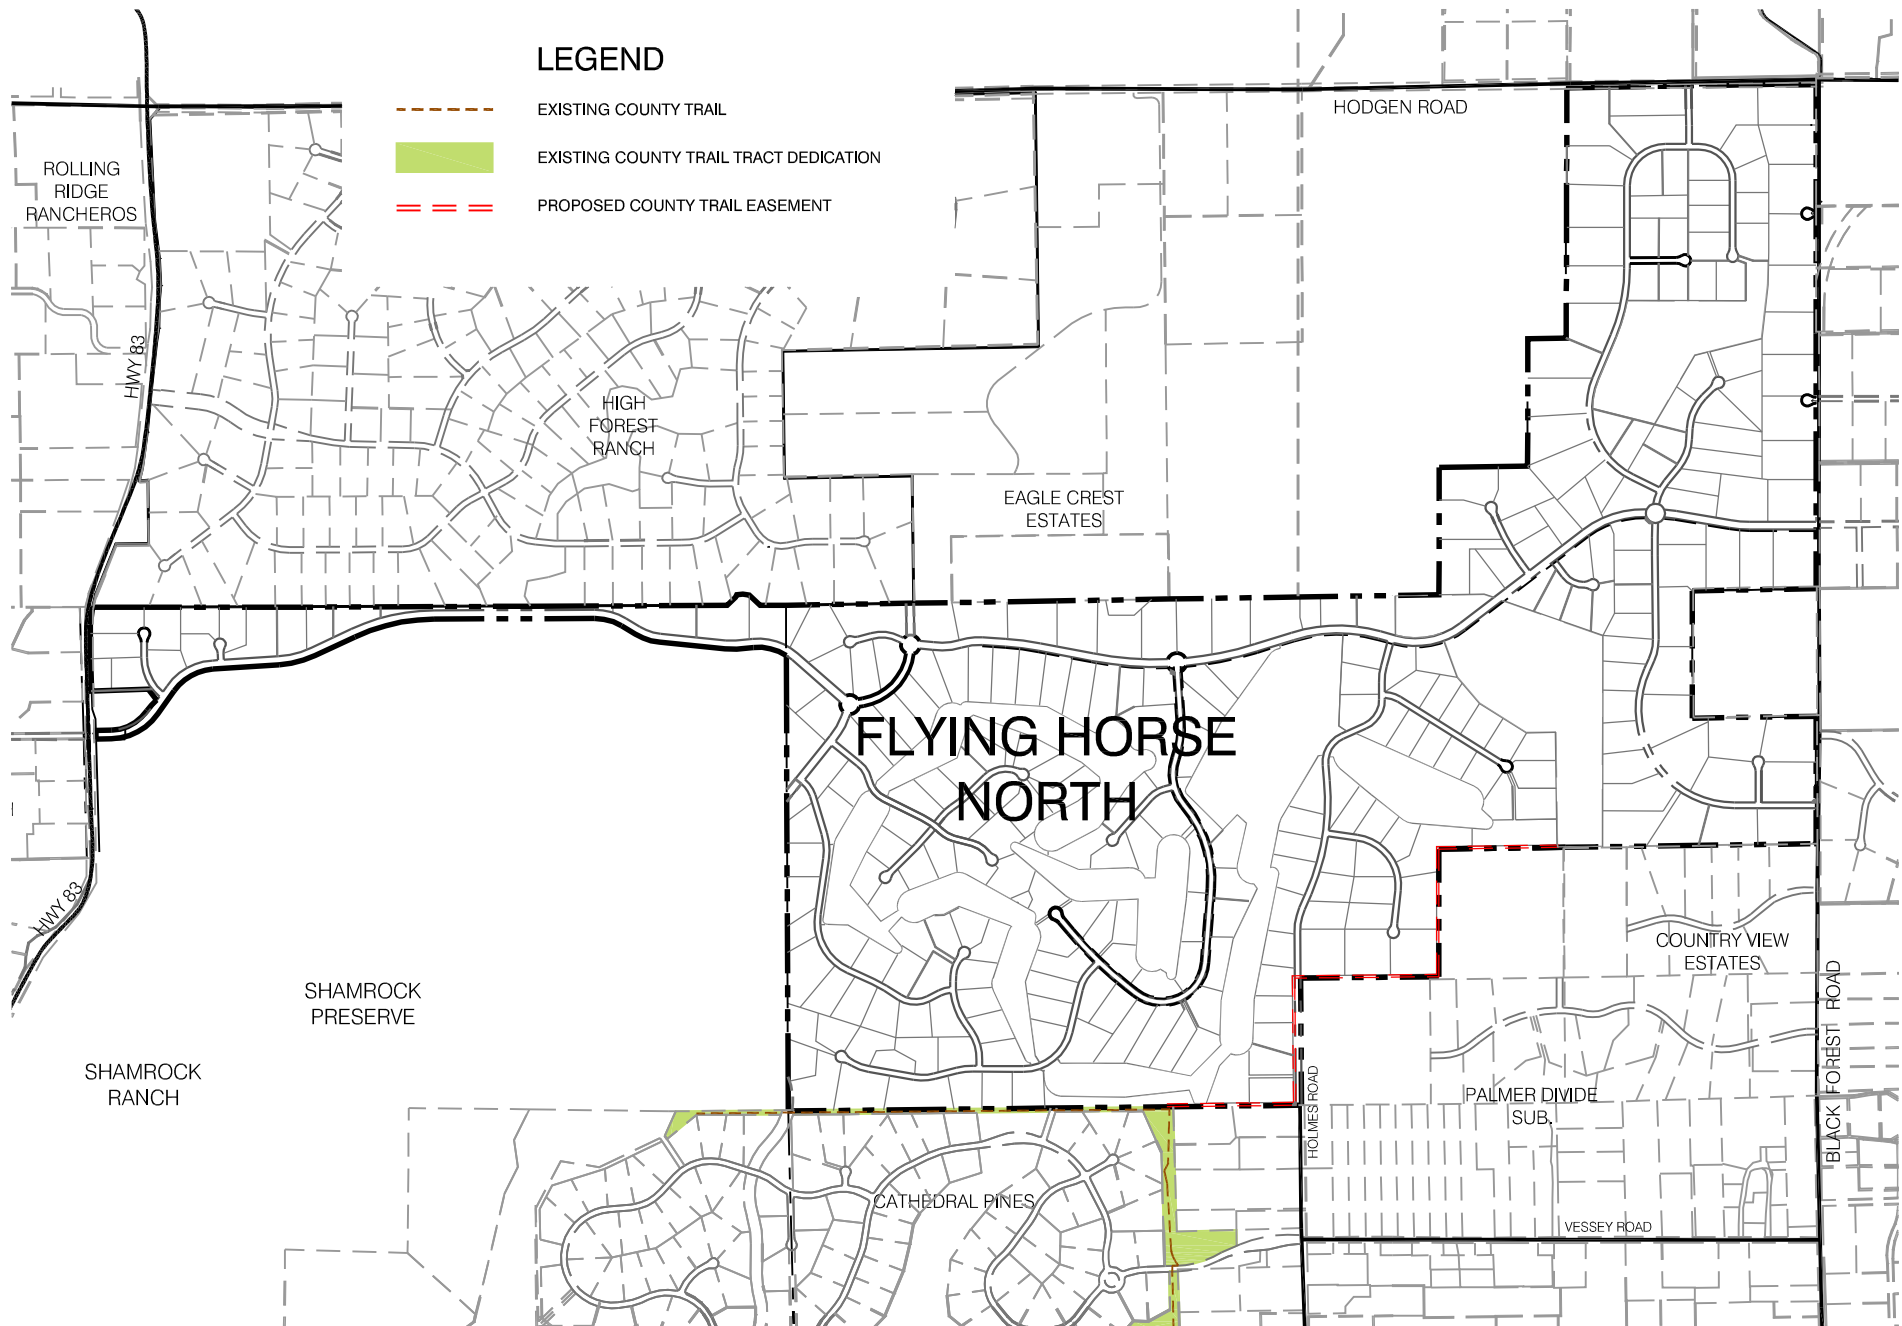 LEGEND
EXISTING COUNTY TRAIL
EXISTING COUNTY TRAIL TRACT DEDICATION
PROPOSED COUNTY TRAIL EASEMENT
HODGEN ROAD
ROLLING
RIDGE
RANCHEROS
HWY 83
HIGH
FOREST
RANCH
EAGLE CREST
ESTATES
FLYING HORSE
NORTH
HWY 83
COUNTRY VIEW
ESTATES
SHAMROCK
PRESERVE
SHAMROCK
RANCH
HOLMES ROAD
PALMER DIVIDE
SUB.
BLACK FOREST ROAD
CATHEDRAL PINES
VESSEY ROAD